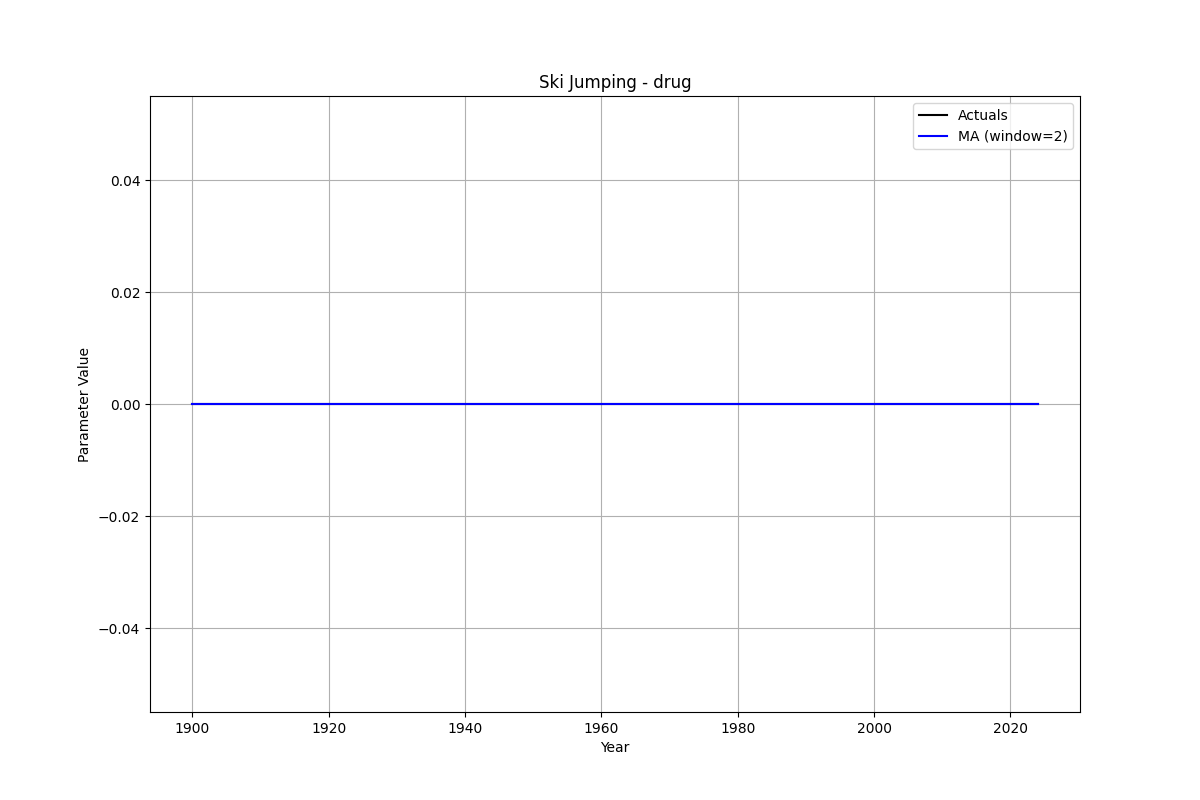 Ski Jumping - drug
Actuals
MA (window=2)
0.04
0.02
0.00
−0.02
−0.04
Parameter Value
1900 1920 1940 1960 1980 2000 2020
Year